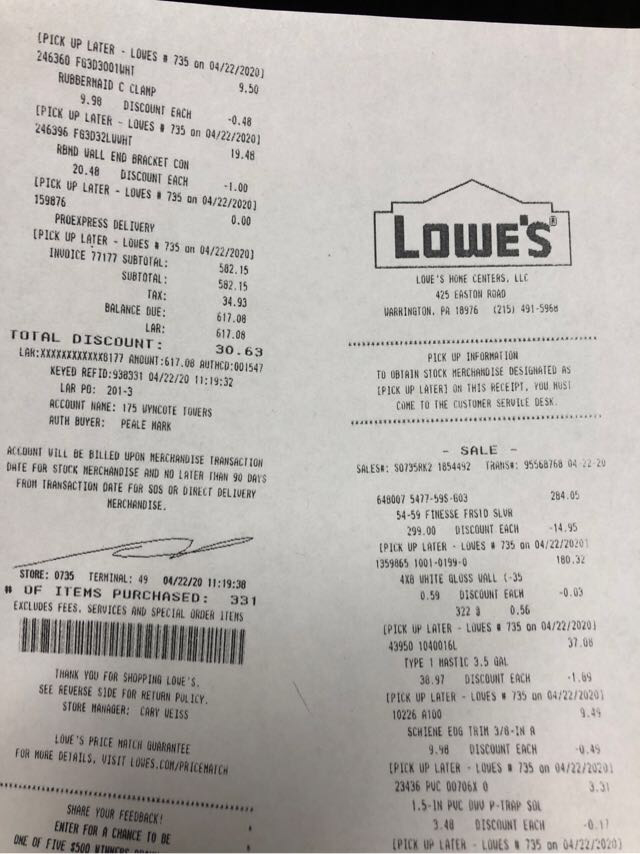 [PICK UP LATER - LOWES # 735 on 04/22/2020]
246360 FG3D3001WHT 9.50
RUBBERMAID C CLAMP
9.98 DISCOUNT EACH -0.48
[PICK UP LATER - LOWES # 735 on 04/22/2020]
246396 FG3D32LWWHT 19.48
RBMD WALL END BRACKET CON
20.48 DISCOUNT EACH -1.00
[PICK UP LATER - LOWES # 735 on 04/22/2020]
159876 0.00
PROEXPRESS DELIVERY
[PICK UP LATER - LOWES # 735 on 04/22/2020]
INVOICE 77177 SUBTOTAL: 582.15
SUBTOTAL: 582.15
TAX: 34.93
BALANCE DUE: 617.08
LAR: 617.08
TOTAL DISCOUNT: 30.63
LAR:XXXXXXXXXXXX8177 AMOUNT:617.08 AUTHCD:001547
KEYED REFID:938331 04/22/20 11:19:32
LAR PO: 201-3
ACCOUNT NAME: 175 WYNCOTE TOWERS
AUTH BUYER: PEALE MARK
ACCOUNT WILL BE BILLED UPON MERCHANDISE TRANSACTION
DATE FOR STOCK MERCHANDISE AND NO LATER THAN 90 DAYS
FROM TRANSACTION DATE FOR SOS OR DIRECT DELIVERY
MERCHANDISE.
STORE: 0735 TERMINAL: 49 04/22/20 11:19:38
# OF ITEMS PURCHASED: 331
EXCLUDES FEES, SERVICES AND SPECIAL ORDER ITEMS
THANK YOU FOR SHOPPING LOWE'S.
SEE REVERSE SIDE FOR RETURN POLICY.
STORE MANAGER: CARY WEISS
LOWE'S PRICE MATCH GUARANTEE
FOR MORE DETAILS, VISIT LOWES.COM/PRICEMATCH
SHARE YOUR FEEDBACK!
ENTER FOR A CHANCE TO BE
ONE OF FIVE $500 WINNERS
LOWE'S®
LOWE'S HOME CENTERS, LLC
425 EASTON ROAD
WARRINGTON, PA 18976 (215) 491-5968
PICK UP INFORMATION
TO OBTAIN STOCK MERCHANDISE DESIGNATED AS
[PICK UP LATER] ON THIS RECEIPT, YOU MUST
COME TO THE CUSTOMER SERVICE DESK.
- SALE -
SALES#: S0735RK2 1854492 TRANS#: 95568768 04-22-20
648007 5477-59S-603 284.05
54-59 FINESSE FRSTD SLVR
299.00 DISCOUNT EACH -14.95
[PICK UP LATER - LOWES # 735 on 04/22/2020]
1359865 1001-0199-0 180.32
4X8 WHITE GLOSS WALL (-35
0.59 DISCOUNT EACH -0.03
322 @ 0.56
[PICK UP LATER - LOWES # 735 on 04/22/2020]
43950 1040016L 37.08
TYPE 1 MASTIC 3.5 GAL
38.97 DISCOUNT EACH -1.89
[PICK UP LATER - LOWES # 735 on 04/22/2020]
10226 A100 9.49
SCHIENE EDG TRIM 3/8-IN A
9.98 DISCOUNT EACH -0.49
[PICK UP LATER - LOWES # 735 on 04/22/2020]
23436 PVC 00706X 0 3.31
1.5-IN PVC DWV P-TRAP SOL
3.48 DISCOUNT EACH -0.17
[PICK UP LATER - LOWES # 735 on 04/22/2020]